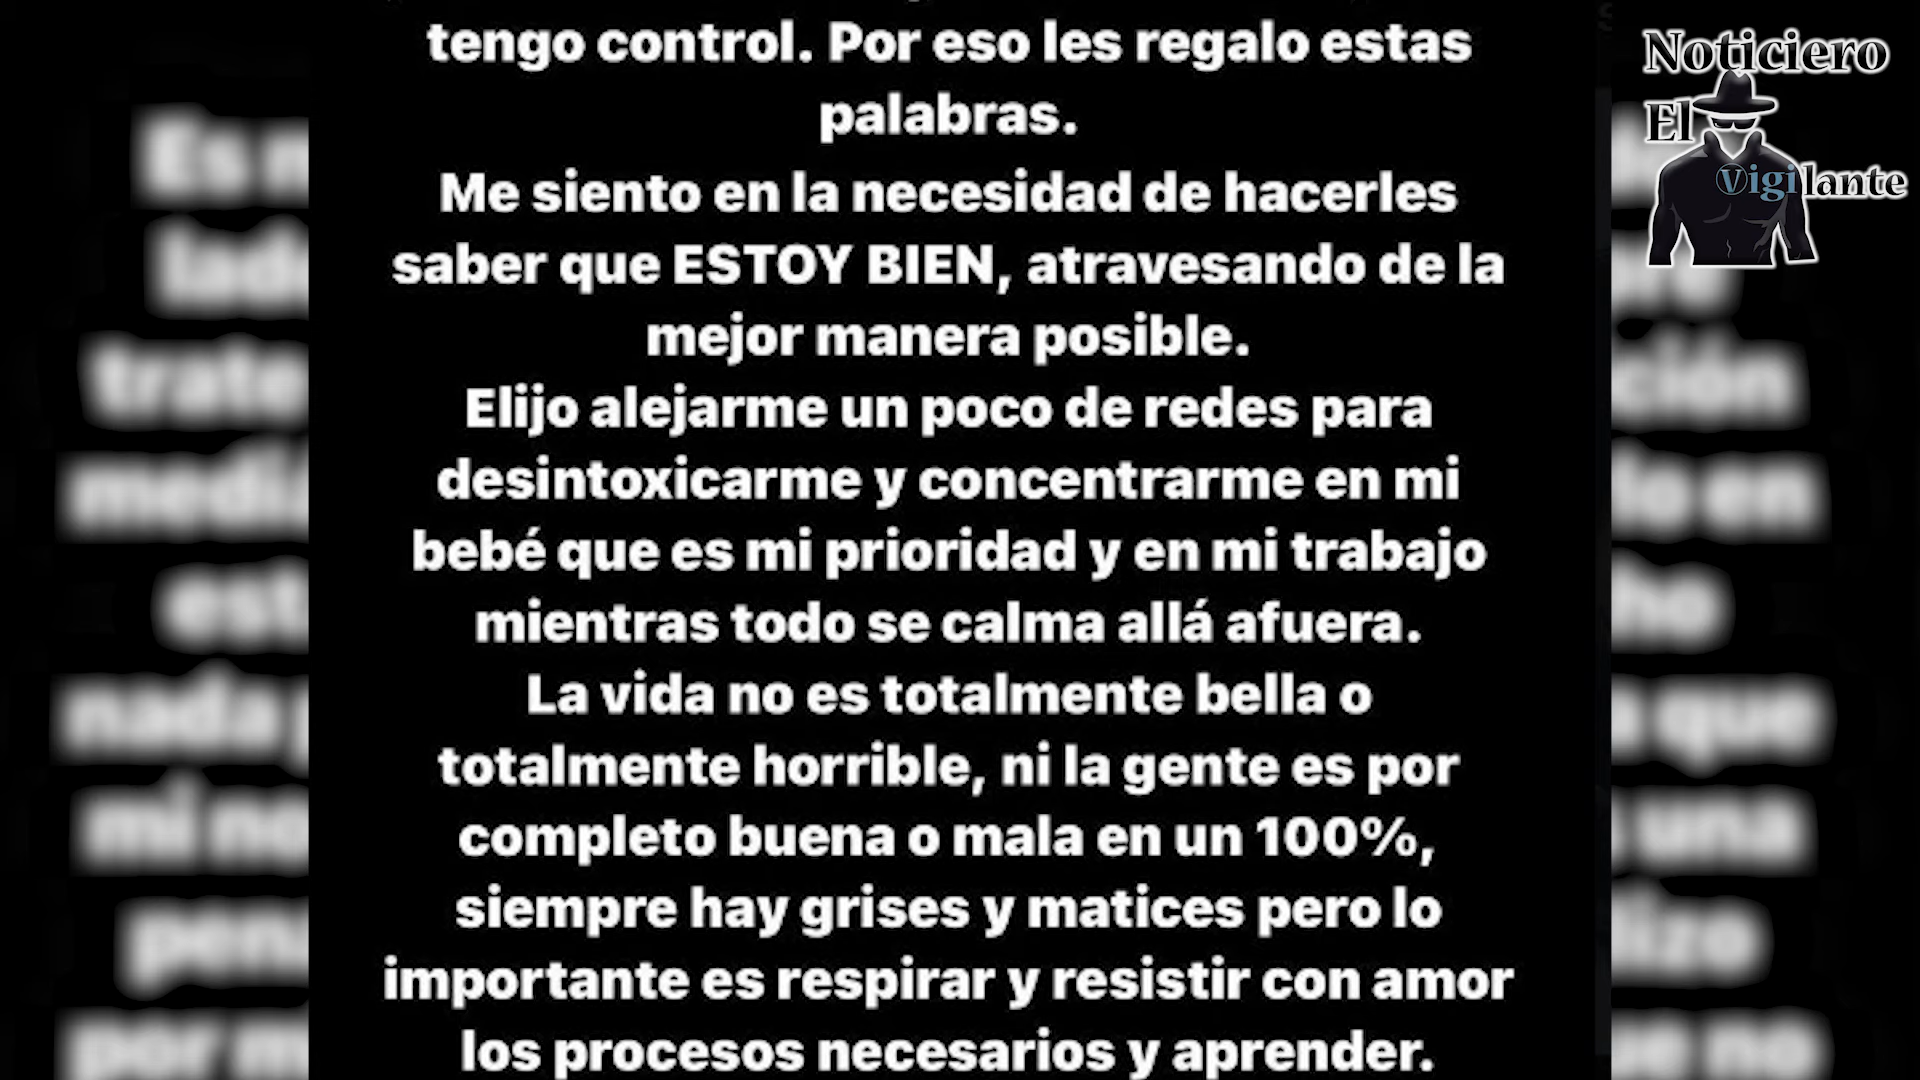 tengo control. Por eso les regalo estas
palabras.
Me siento en la necesidad de hacerles
saber que ESTOY BIEN, atravesando de la
mejor manera posible.
Elijo alejarme un poco de redes para
desintoxicarme y concentrarme en mi
bebé que es mi prioridad y en mi trabajo
mientras todo se calma allá afuera.
La vida no es totalmente bella o
totalmente horrible, ni la gente es por
completo buena o mala en un 100%,
siempre hay grises y matices pero lo
importante es respirar y resistir con amor
los procesos necesarios y aprender.
Noticiero
El
Vigilante